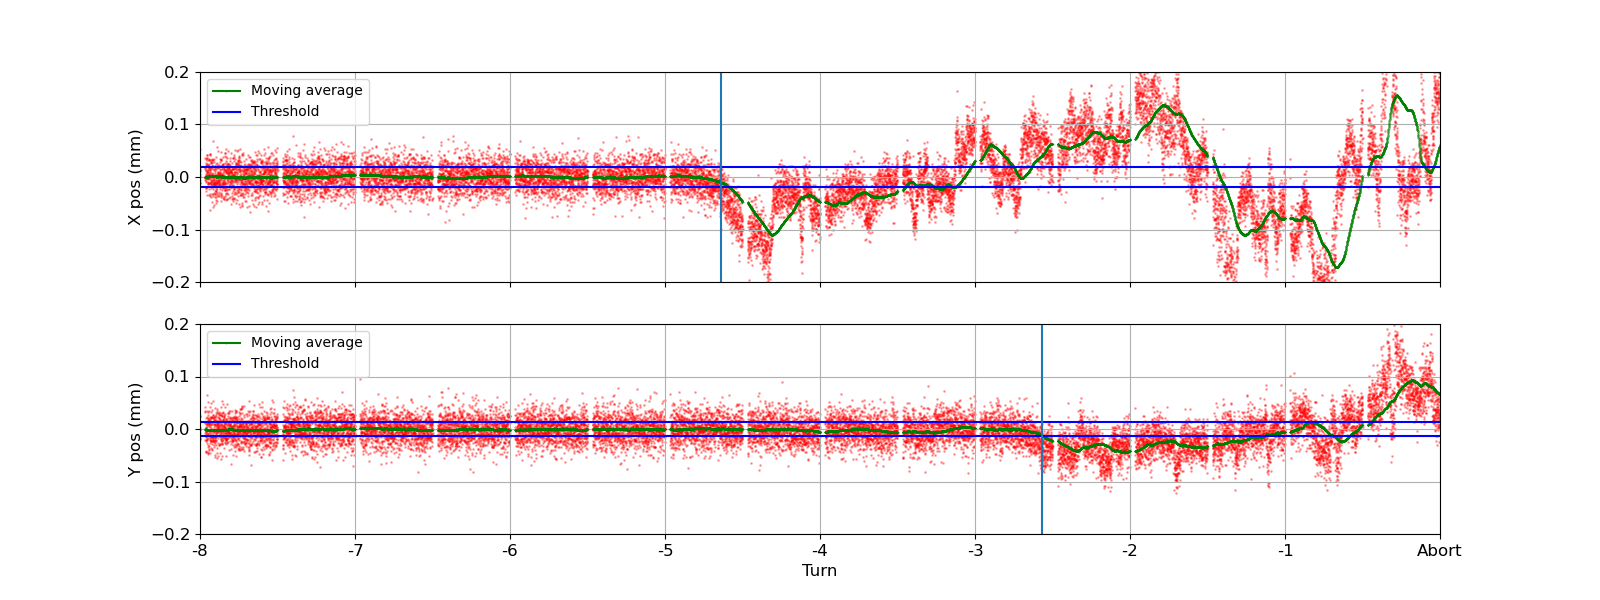 0.2
0.1
0.0
−0.1
−0.2
X pos (mm)
Moving average
Threshold
0.2
0.1
0.0
−0.1
−0.2
Y pos (mm)
Moving average
Threshold
-8 -7 -6 -5 -4 -3 -2 -1 Abort
Turn